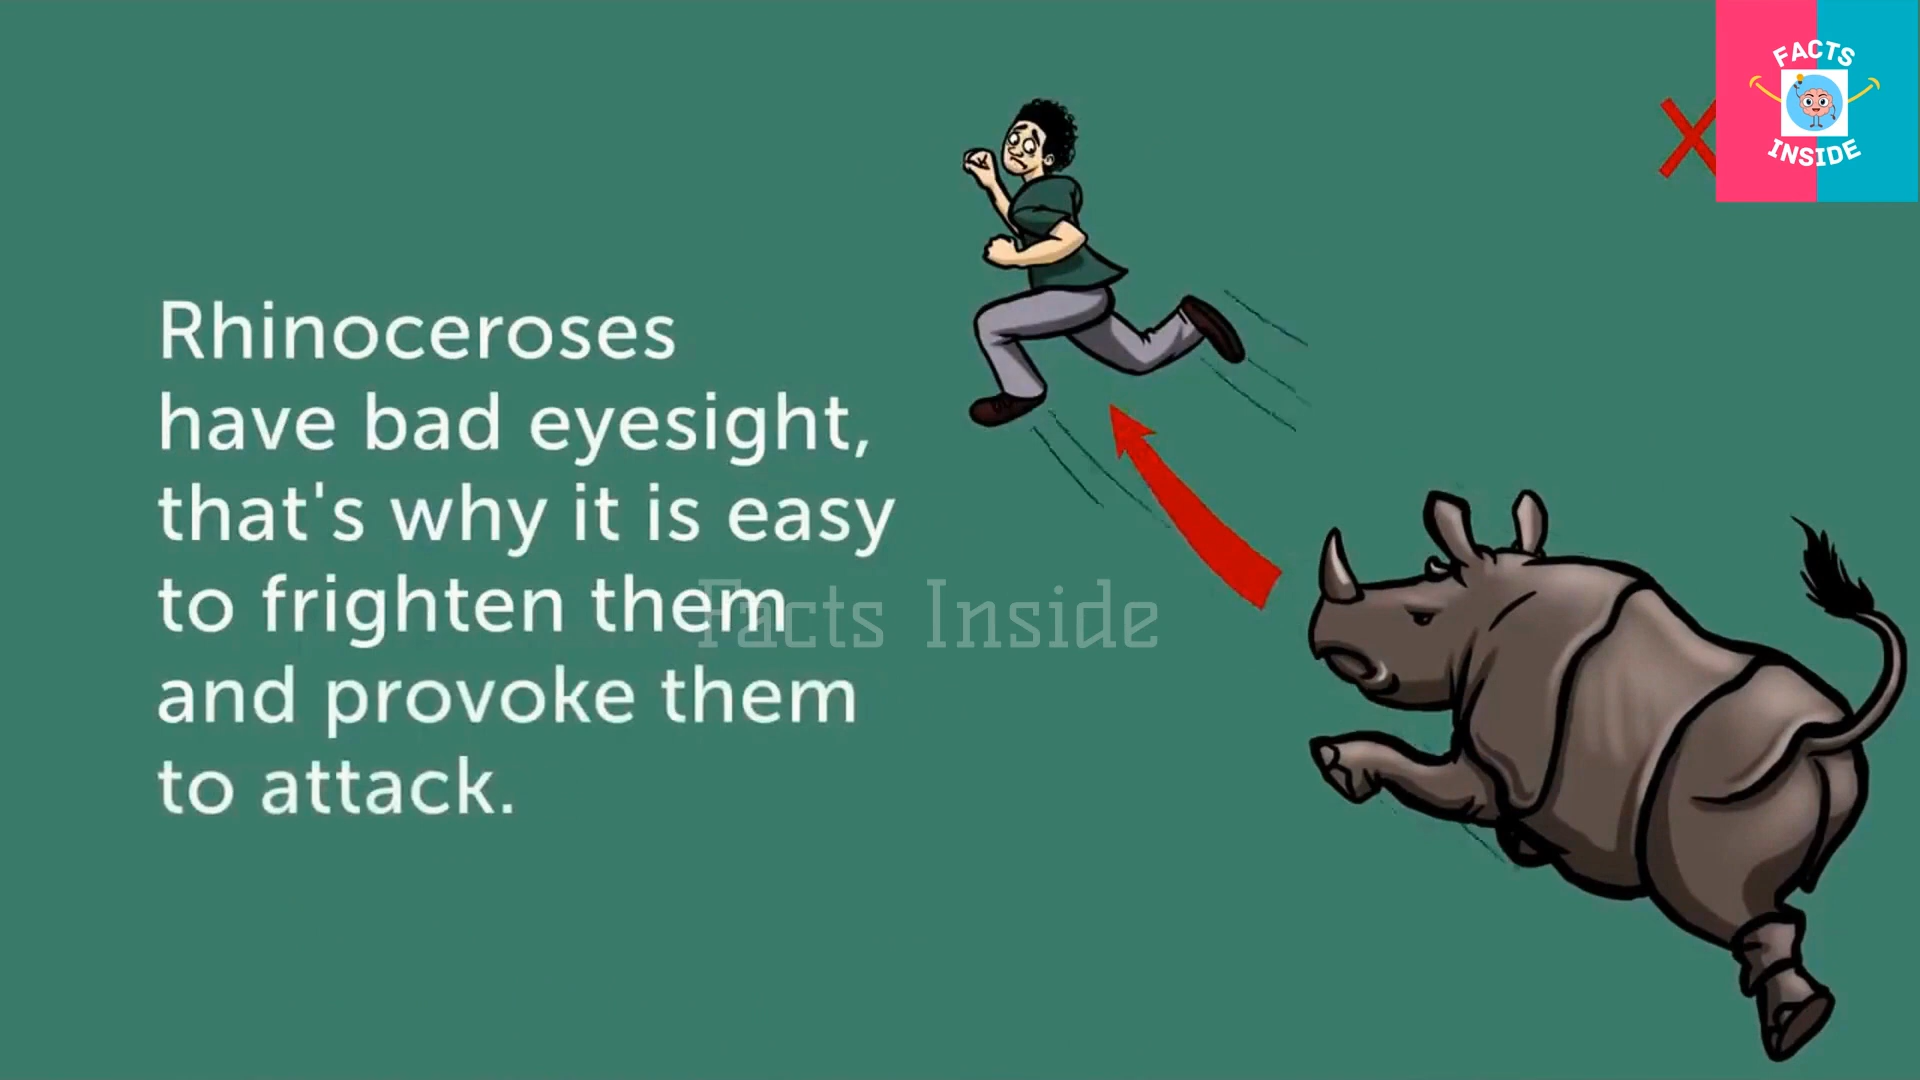 FACTS
INSIDE
Rhinoceroses
have bad eyesight,
that's why it is easy
to frighten them
and provoke them
to attack.
Facts Inside